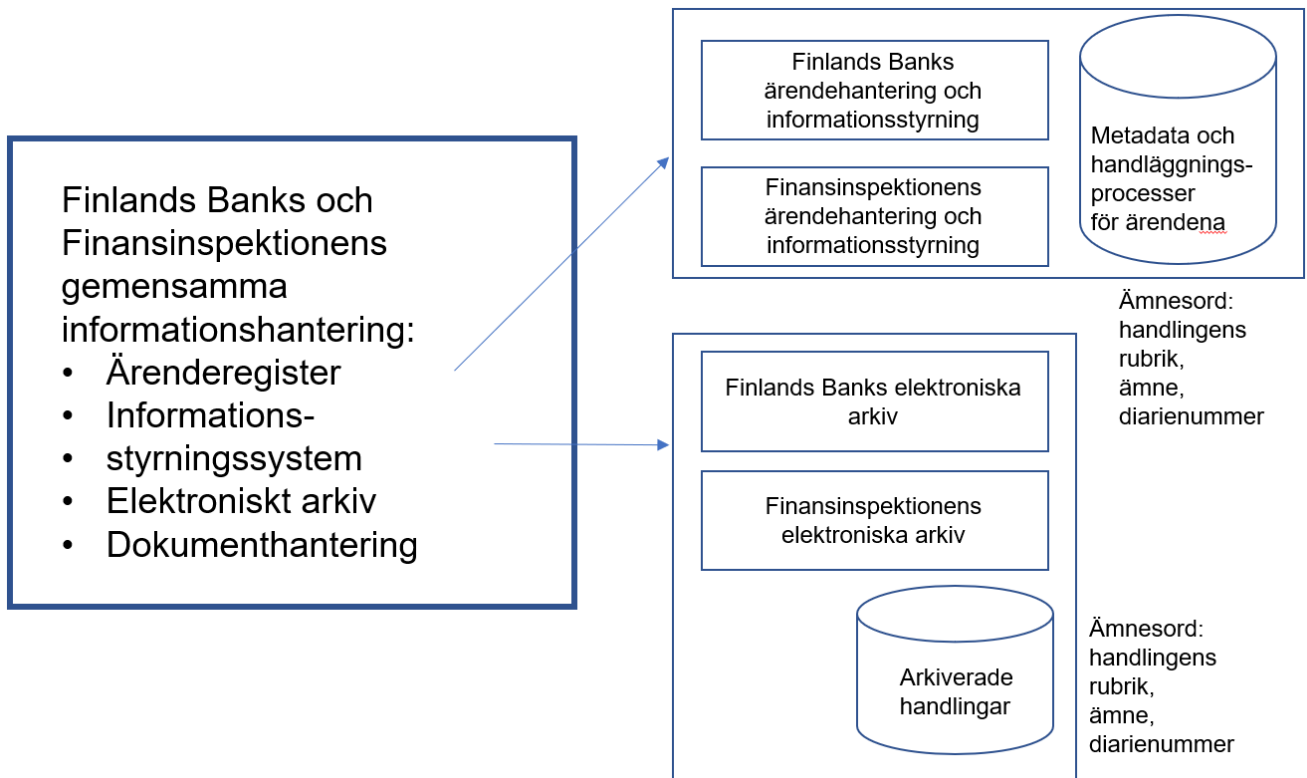 Finlands Banks och
Finansinspektionens
gemensamma
informationshantering:
• Ärenderegister
• Informations-
• styrningssystem
• Elektroniskt arkiv
• Dokumenthantering
Finlands Banks
ärendehantering och
informationsstyrning
Finansinspektionens
ärendehantering och
informationsstyrning
Metadata och
handläggnings-
processer
för ärendena
Ämnesord:
handlingens
rubrik,
ämne,
diarienummer
Finlands Banks elektroniska
arkiv
Finansinspektionens
elektroniska arkiv
Arkiverade
handlingar
Ämnesord:
handlingens
rubrik,
ämne,
diarienummer